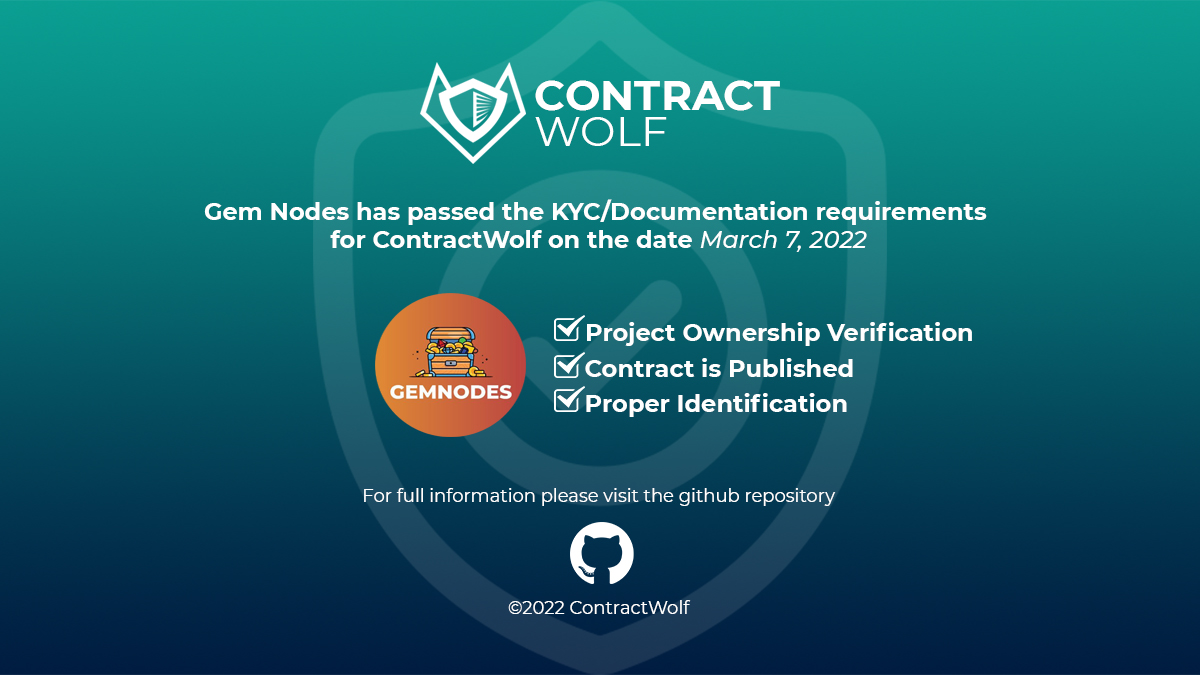 CONTRACT
WOLF
Gem Nodes has passed the KYC/Documentation requirements
for ContractWolf on the date March 7, 2022
GEMNODES
Project Ownership Verification
Contract is Published
Proper Identification
For full information please visit the github repository
©2022 ContractWolf